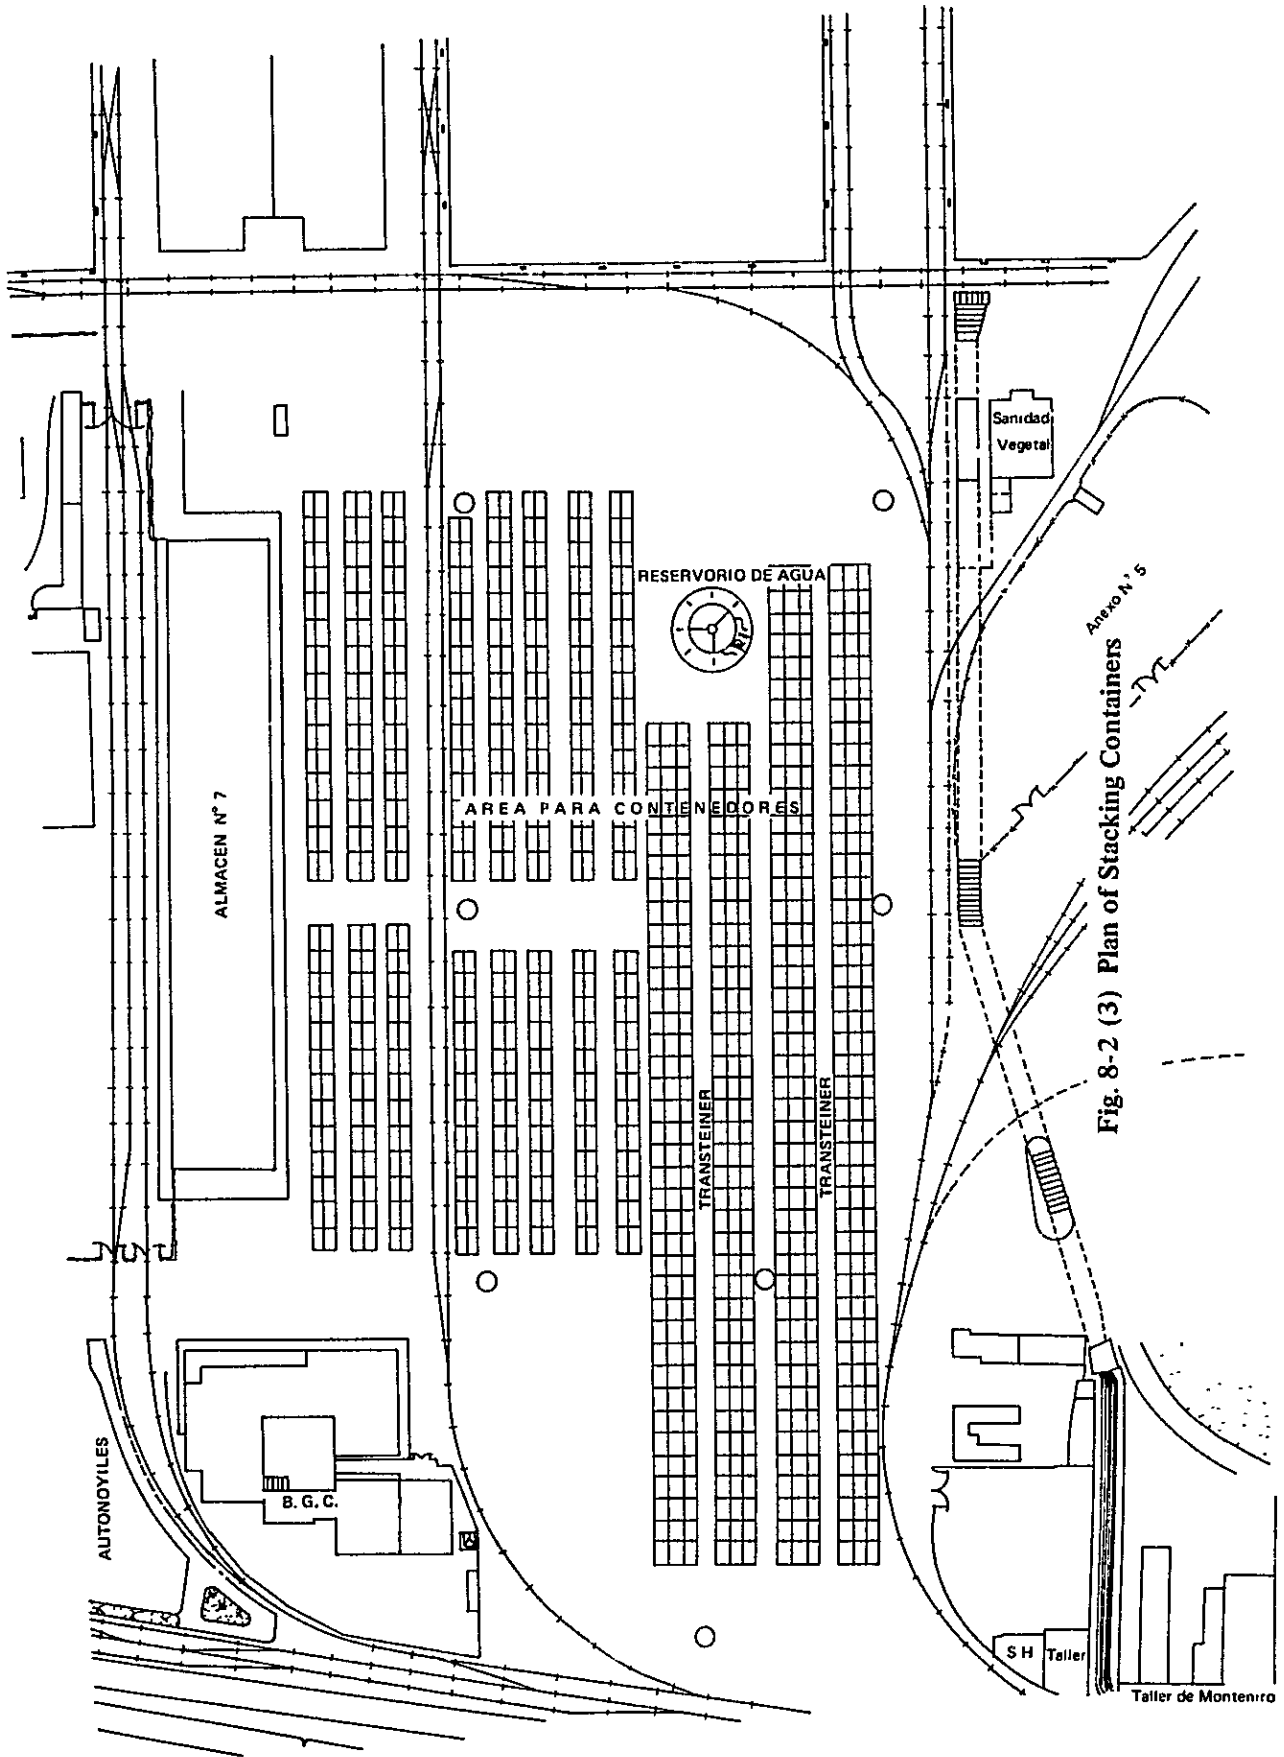 Sanidad
Vegetal
RESERVORIO DE AGUA
Anexo N° 5
ALMACEN N° 7
AREA PARA CONTENEDORES
TRANSTEINER
TRANSTEINER
AUTONOYILES
B. G. C.
S H
Taller
Taller de Monteniro
Fig. 8-2 (3) Plan of Stacking Containers